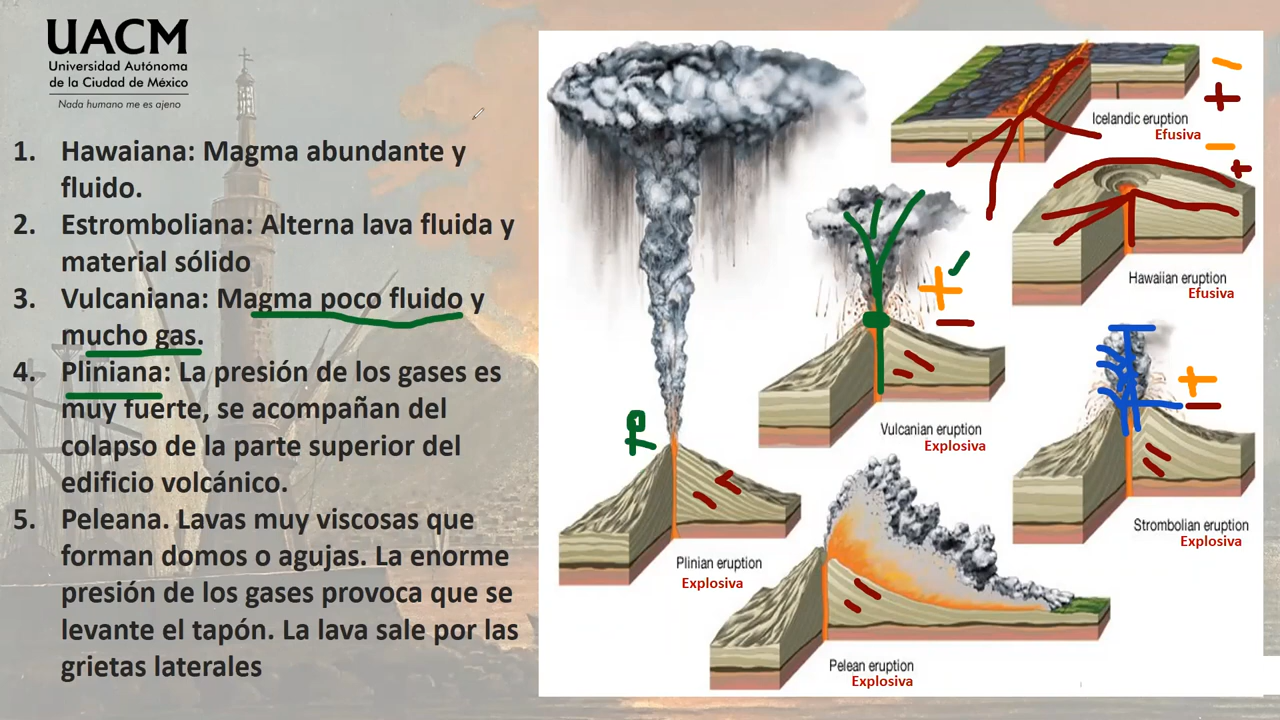 UACM
Universidad Autónoma
de la Ciudad de México
Nada humano me es ajeno
1. Hawaiana: Magma abundante y
fluido.
2. Estromboliana: Alterna lava fluida y
material sólido
3. Vulcaniana: Magma poco fluido y
mucho gas.
4. Pliniana: La presión de los gases es
muy fuerte, se acompañan del
colapso de la parte superior del
edificio volcánico.
5. Peleana. Lavas muy viscosas que
forman domos o agujas. La enorme
presión de los gases provoca que se
levante el tapón. La lava sale por las
grietas laterales
Icelandic eruption
Efusiva
Hawaiian eruption
Efusiva
Vulcanian eruption
Explosiva
Strombolian eruption
Explosiva
Plinian eruption
Explosiva
Pelean eruption
Explosiva